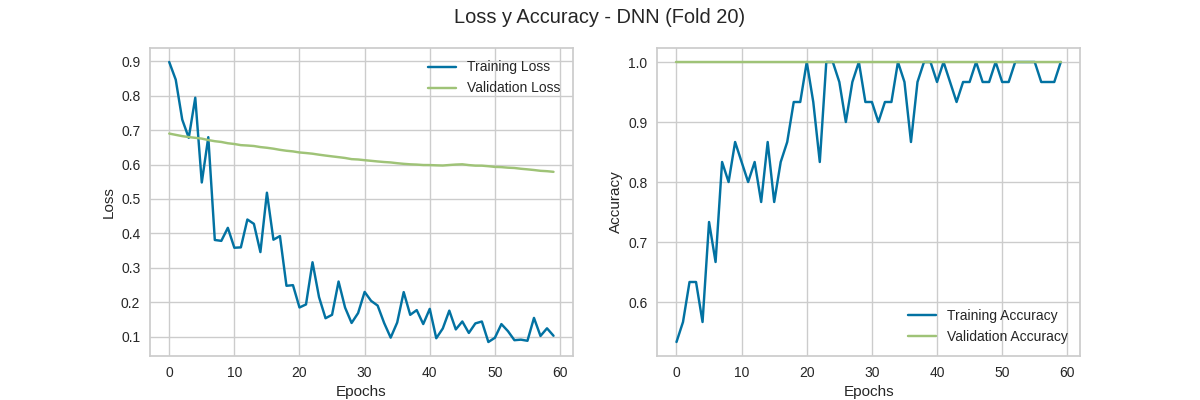 Loss y Accuracy - DNN (Fold 20)
Loss
0.9
0.8
0.7
0.6
0.5
0.4
0.3
0.2
0.1
Training Loss
Validation Loss
0 10 20 30 40 50 60
Epochs
Accuracy
1.0
0.9
0.8
0.7
0.6
Training Accuracy
Validation Accuracy
0 10 20 30 40 50 60
Epochs